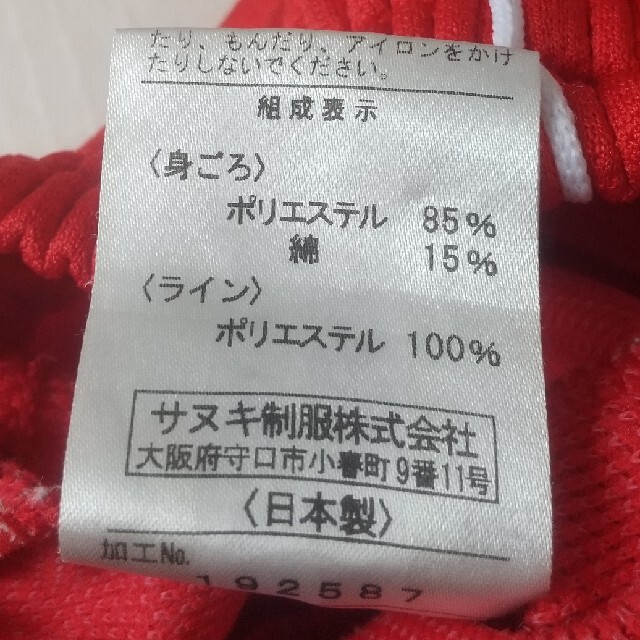 たり、もんだり、アイロンをかけ
たりしないでください。
組成表示
〈身ごろ〉
ポリエステル 85%
綿 15%
〈ライン〉
ポリエステル 100%
サヌキ制服株式会社
大阪府守口市小春町9番11号
〈日本製〉
加工No.
192587